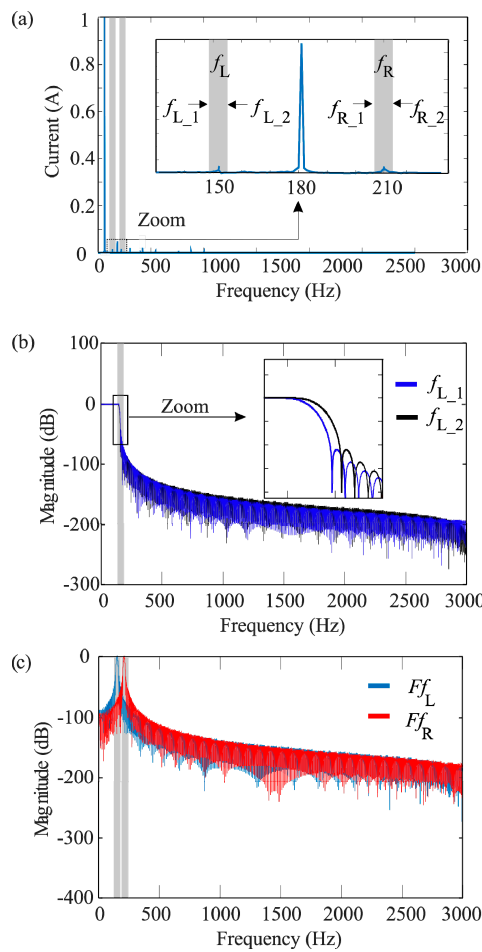 (a)
1
0.8
0.6
0.4
0.2
0
Current (A)
f_L
f_R
f_L_1
f_L_2
f_R_1
f_R_2
150
180
210
Zoom
0
500
1000
1500
2000
2500
3000
Frequency (Hz)
(b)
100
0
-100
-200
-300
Magnitude (dB)
Zoom
f_L_1
f_L_2
0
500
1000
1500
2000
2500
3000
Frequency (Hz)
(c)
0
-100
-200
-300
-400
Magnitude (dB)
Ff_L
Ff_R
0
500
1000
1500
2000
2500
3000
Frequency (Hz)